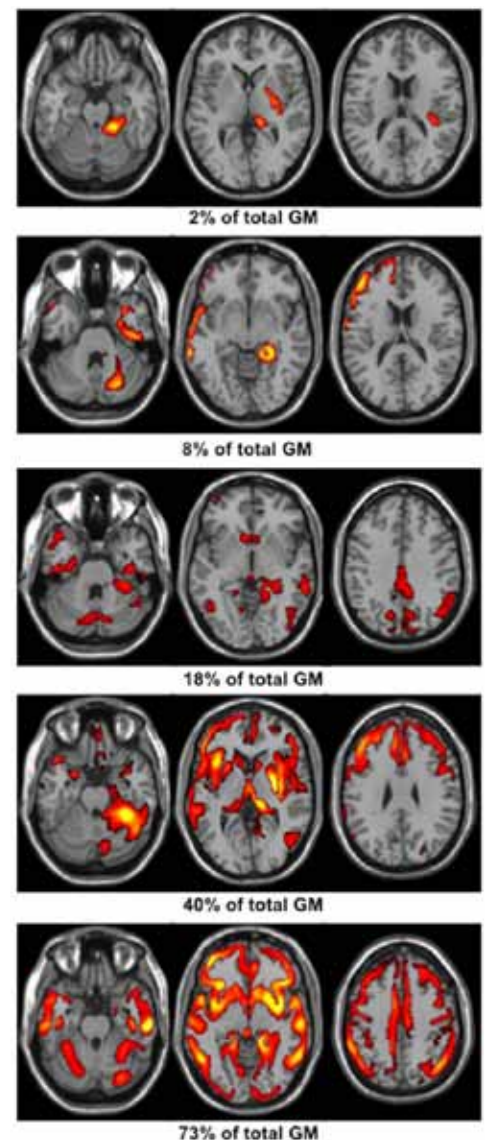 2% of total GM
8% of total GM
18% of total GM
40% of total GM
73% of total GM